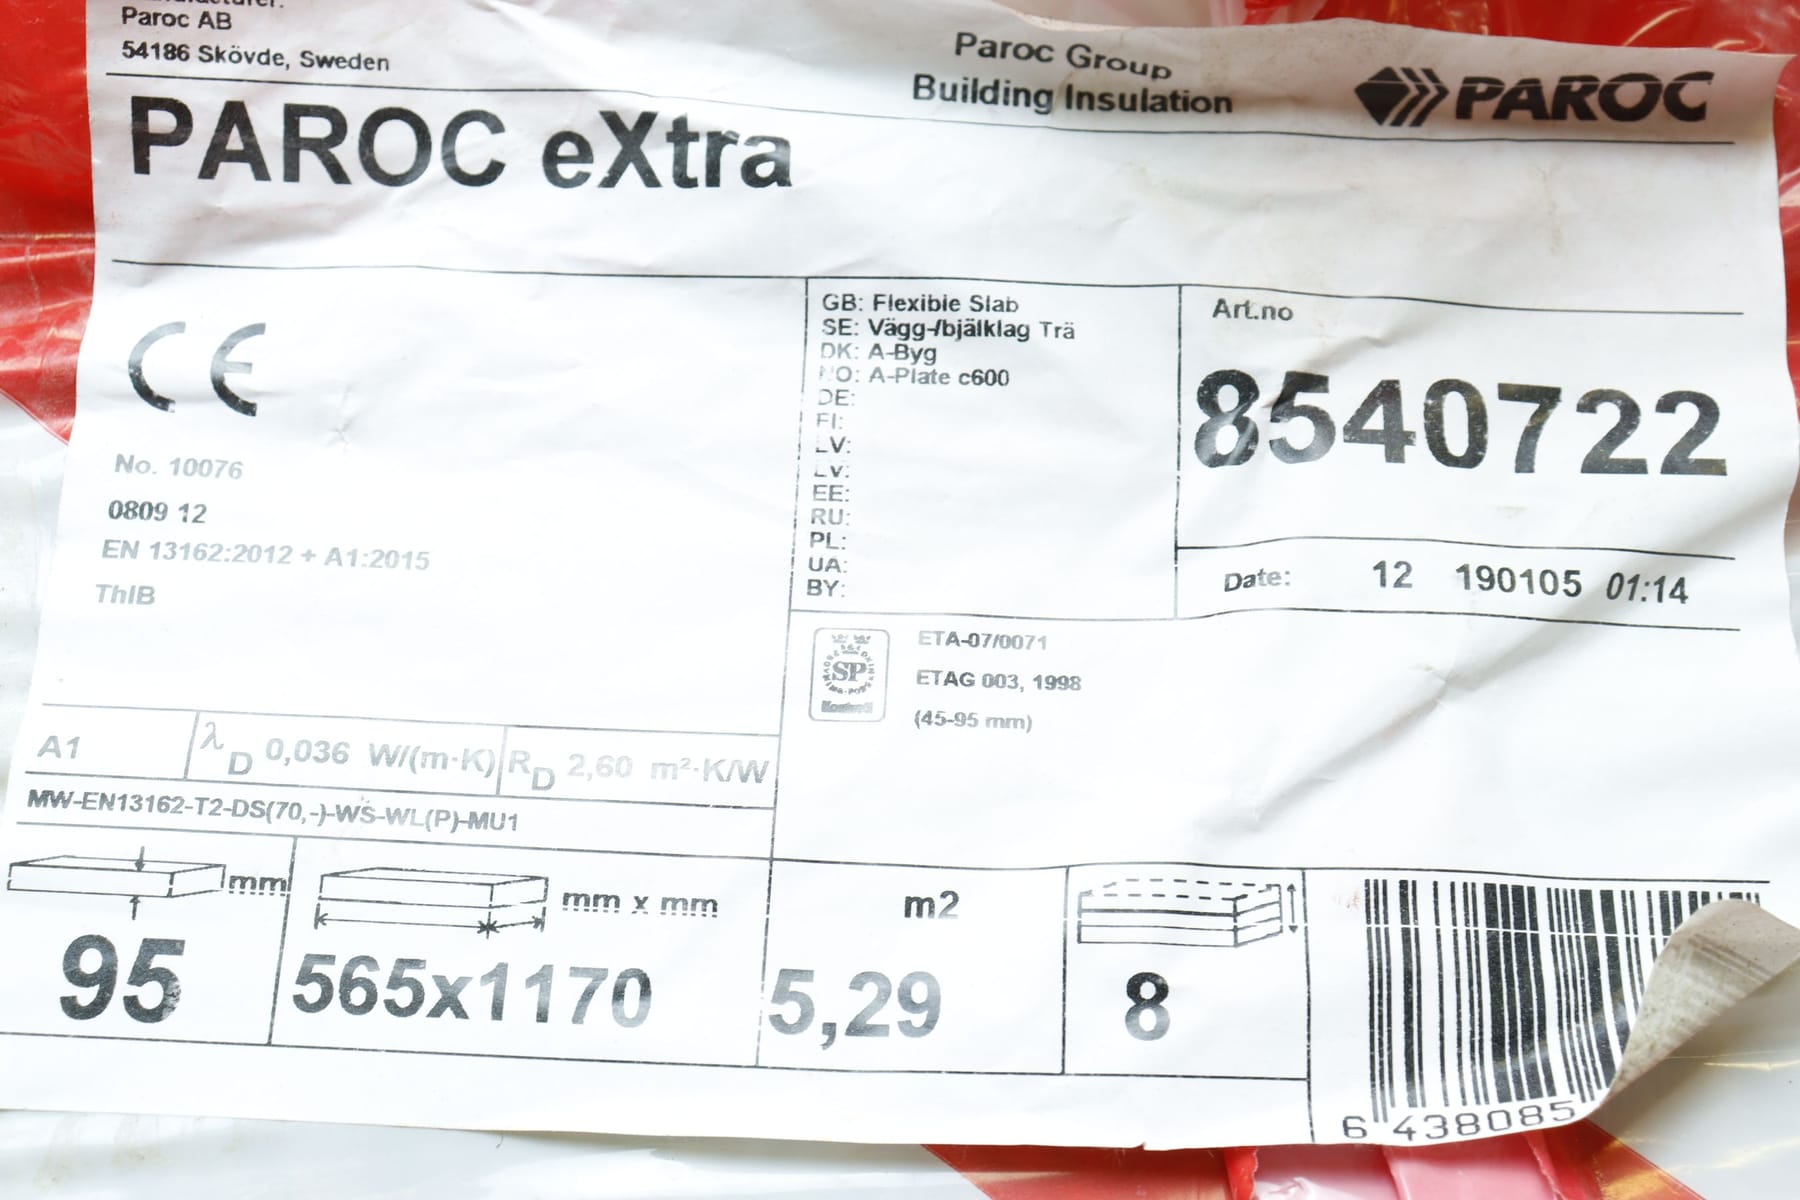 Paroc AB
54186 Skövde, Sweden
Paroc Group
Building Insulation
PAROC
PAROC eXtra
No. 10076
0809 12
EN 13162:2012 + A1:2015
ThIB
GB: Flexible Slab
SE: Vägg-/bjälklag Trä
DK: A-Byg
NO: A-Plate c600
DE:
FI:
LV:
LV:
EE:
RU:
PL:
UA:
BY:
Art.no
8540722
Date: 12 190105 01:14
SP
ETA-07/0071
ETAG 003, 1998
(45-95 mm)
A1
λD 0,036 W/(m·K)
RD 2,60 m²·K/W
MW-EN13162-T2-DS(70,-)-WS-WL(P)-MU1
mm
95
mm x mm
565x1170
m2
5,29
8
6 438085